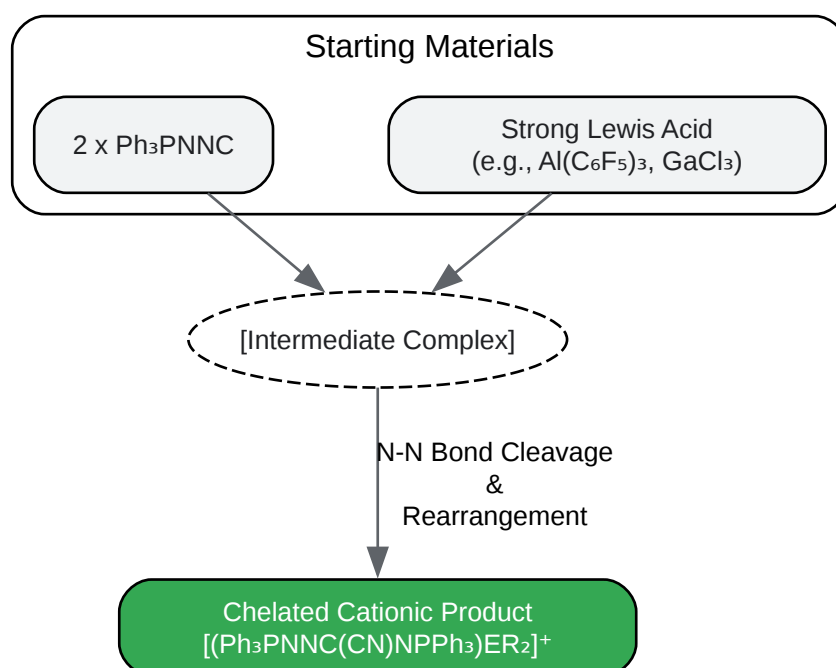 Starting Materials
2 x Ph₃PNNC
Strong Lewis Acid
(e.g., Al(C₆F₅)₃, GaCl₃)
[Intermediate Complex]
N-N Bond Cleavage
&
Rearrangement
Chelated Cationic Product
[(Ph₃PNNC(CN)NPPh₃)ER₂]⁺